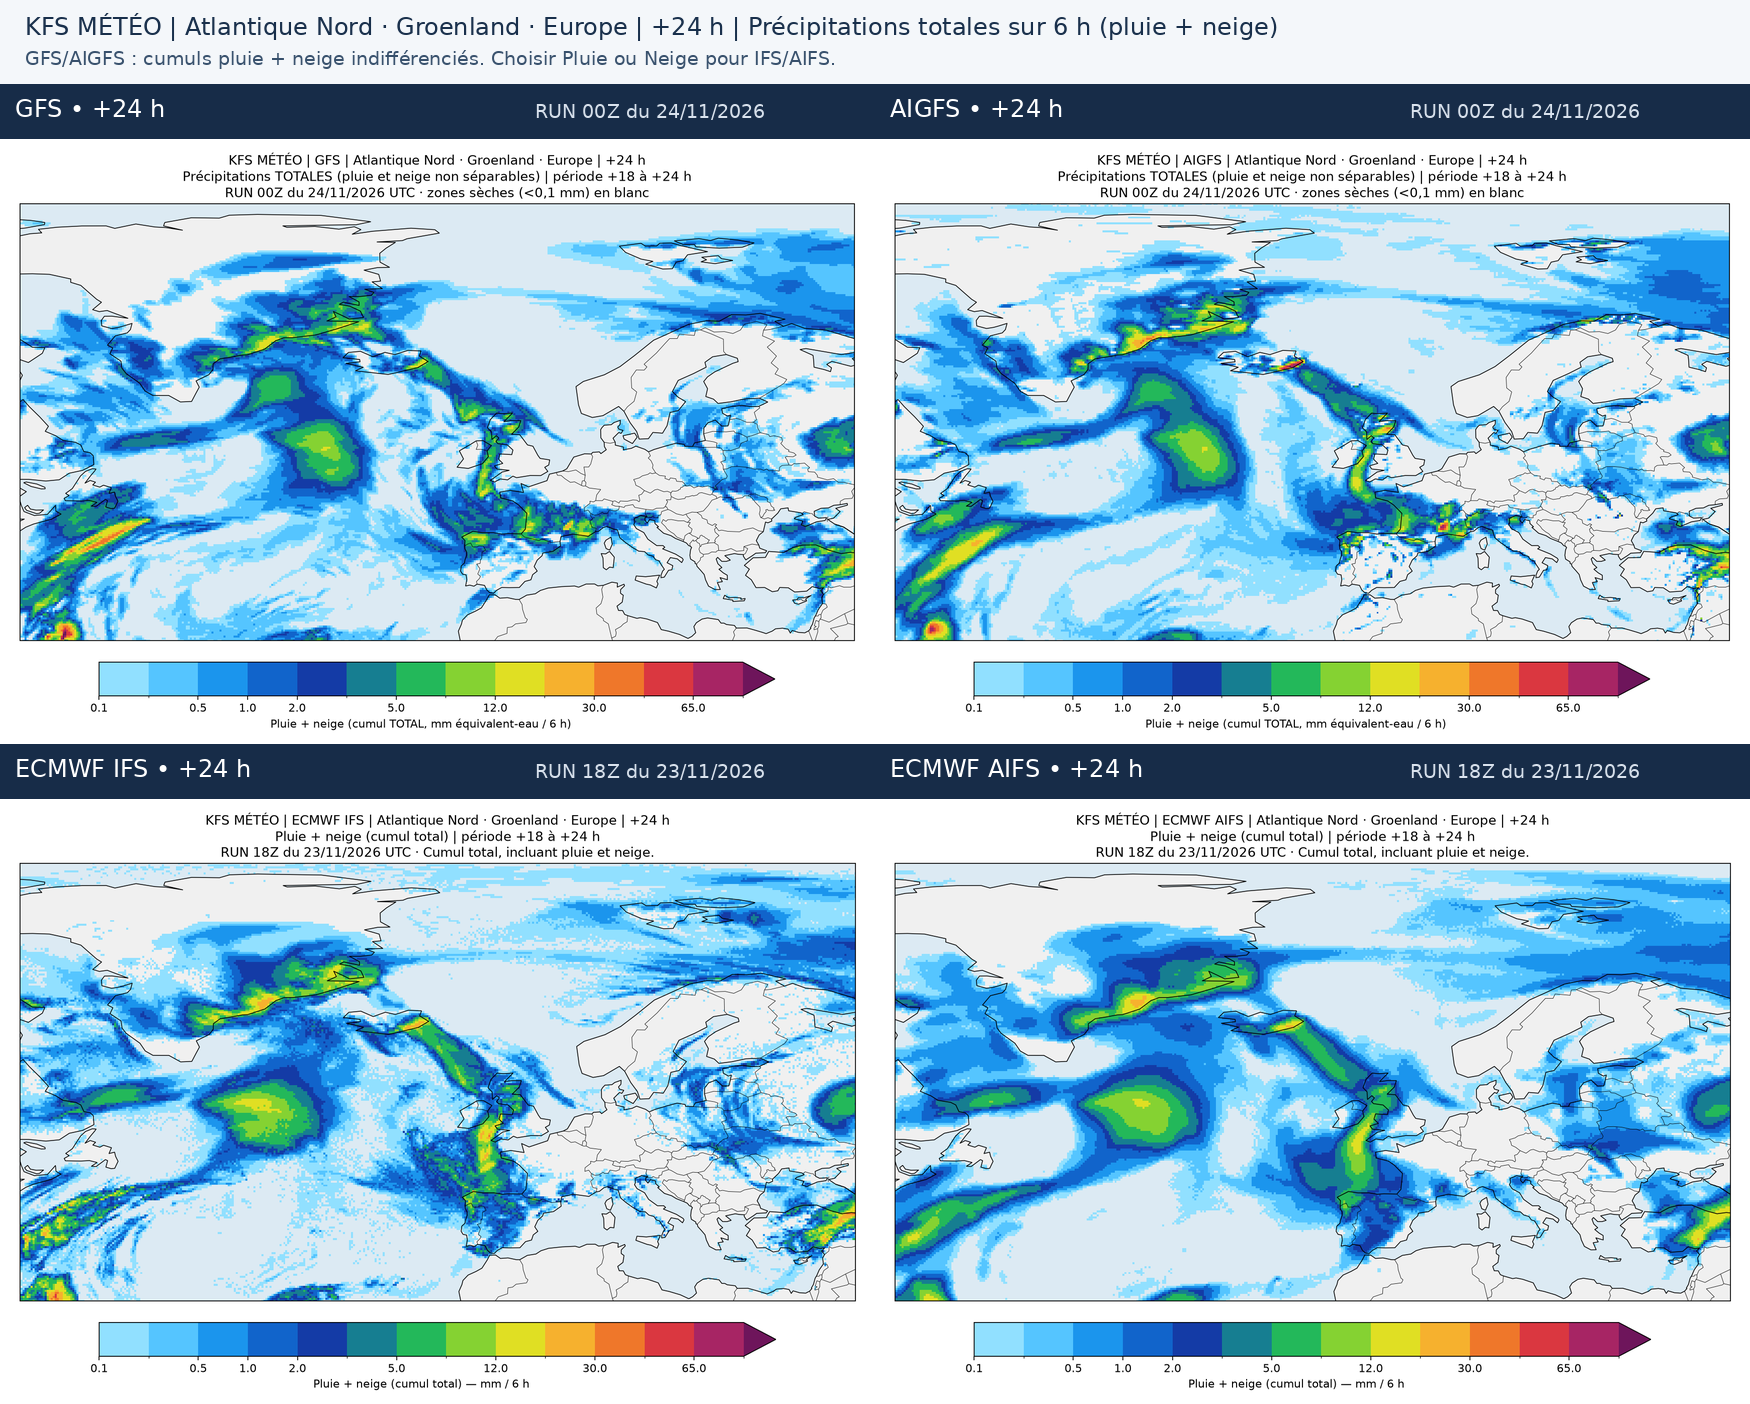 KFS MÉTÉO | Atlantique Nord · Groenland · Europe | +24 h | Précipitations totales sur 6 h (pluie + neige)
GFS/AIGFS : cumuls pluie + neige indifférenciés. Choisir Pluie ou Neige pour IFS/AIFS.
GFS • +24 h
RUN 00Z du 24/11/2026
AIGFS • +24 h
RUN 00Z du 24/11/2026
KFS MÉTÉO | GFS | Atlantique Nord · Groenland · Europe | +24 h
Précipitations TOTALES (pluie et neige non séparables) | période +18 à +24 h
RUN 00Z du 24/11/2026 UTC · zones sèches (<0,1 mm) en blanc
KFS MÉTÉO | AIGFS | Atlantique Nord · Groenland · Europe | +24 h
Précipitations TOTALES (pluie et neige non séparables) | période +18 à +24 h
RUN 00Z du 24/11/2026 UTC · zones sèches (<0,1 mm) en blanc
0.1 0.5 1.0 2.0 5.0 12.0 30.0 65.0
Pluie + neige (cumul TOTAL, mm équivalent-eau / 6 h)
0.1 0.5 1.0 2.0 5.0 12.0 30.0 65.0
Pluie + neige (cumul TOTAL, mm équivalent-eau / 6 h)
ECMWF IFS • +24 h
RUN 18Z du 23/11/2026
ECMWF AIFS • +24 h
RUN 18Z du 23/11/2026
KFS MÉTÉO | ECMWF IFS | Atlantique Nord · Groenland · Europe | +24 h
Pluie + neige (cumul total) | période +18 à +24 h
RUN 18Z du 23/11/2026 UTC · Cumul total, incluant pluie et neige.
KFS MÉTÉO | ECMWF AIFS | Atlantique Nord · Groenland · Europe | +24 h
Pluie + neige (cumul total) | période +18 à +24 h
RUN 18Z du 23/11/2026 UTC · Cumul total, incluant pluie et neige.
0.1 0.5 1.0 2.0 5.0 12.0 30.0 65.0
Pluie + neige (cumul total) — mm / 6 h
0.1 0.5 1.0 2.0 5.0 12.0 30.0 65.0
Pluie + neige (cumul total) — mm / 6 h